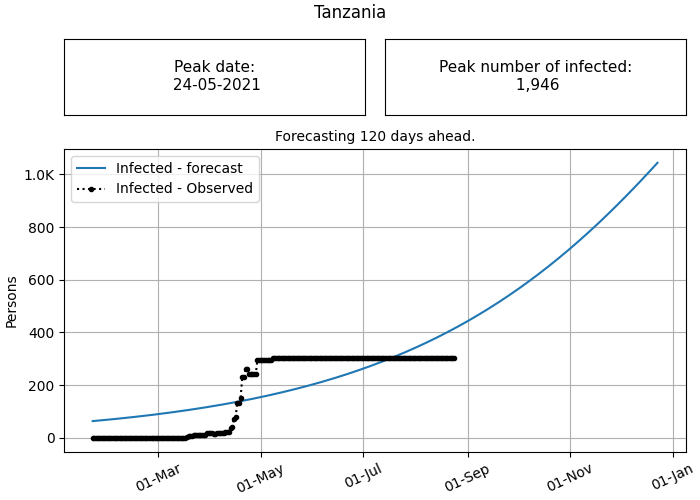 Tanzania
Peak date:
24-05-2021
Peak number of infected:
1,946
Forecasting 120 days ahead.
Infected - forecast
Infected - Observed
Persons
1.0K
800
600
400
200
0
01-Mar
01-May
01-Jul
01-Sep
01-Nov
01-Jan